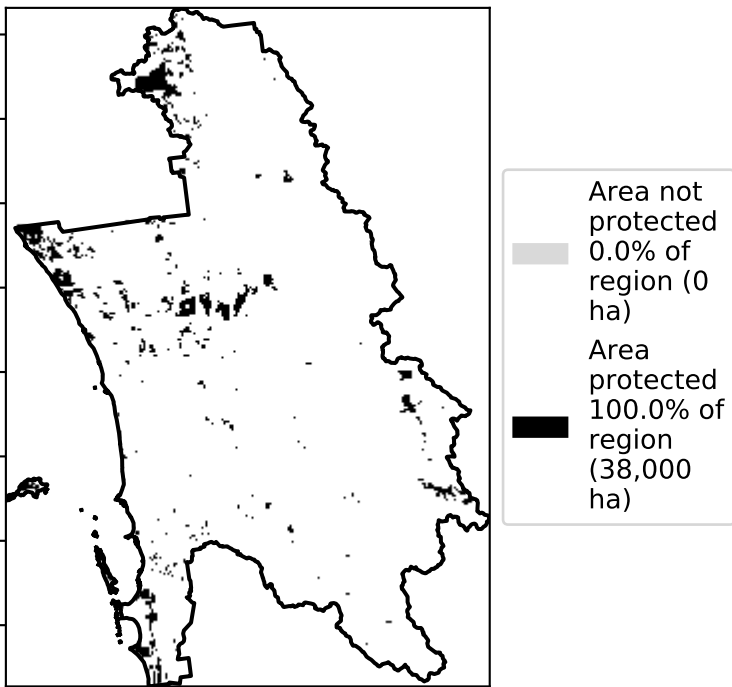 Area not
protected
0.0% of
region (0
ha)
Area
protected
100.0% of
region
(38,000
ha)